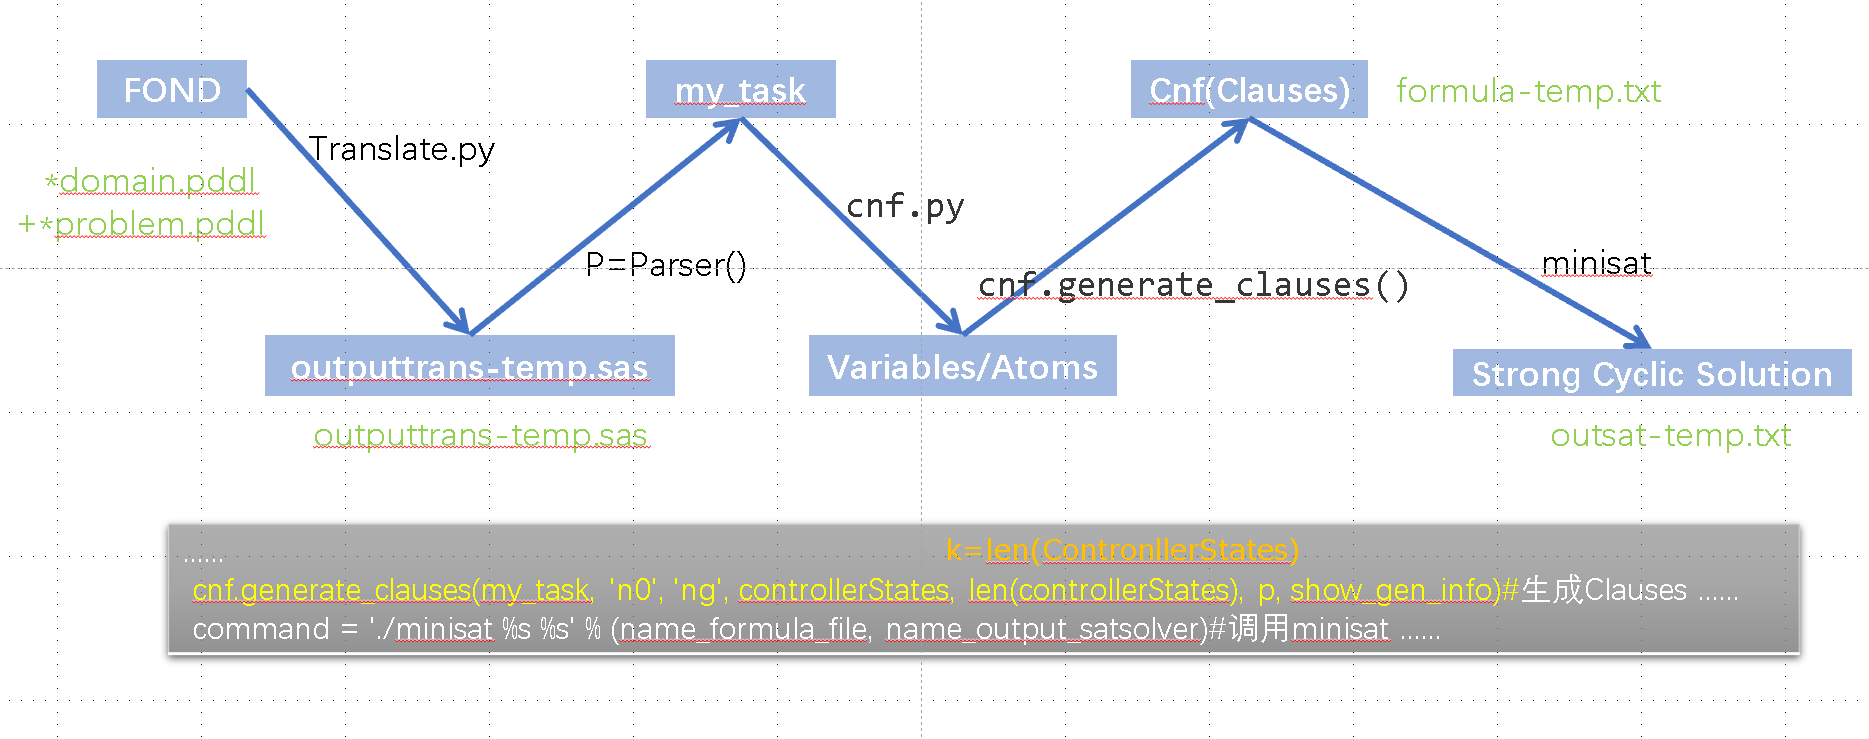 FOND
my_task
Cnf(Clauses)
formula-temp.txt
Translate.py
*domain.pddl
+*problem.pddl
cnf.py
P=Parser()
cnf.generate_clauses()
minisat
outputtrans-temp.sas
Variables/Atoms
Strong Cyclic Solution
outputtrans-temp.sas
outsat-temp.txt
...... k=len(ContronllerStates)
cnf.generate_clauses(my_task, 'n0', 'ng', controllerStates, len(controllerStates), p, show_gen_info)#生成Clauses ......
command = './minisat %s %s' % (name_formula_file, name_output_satsolver)#调用minisat ......